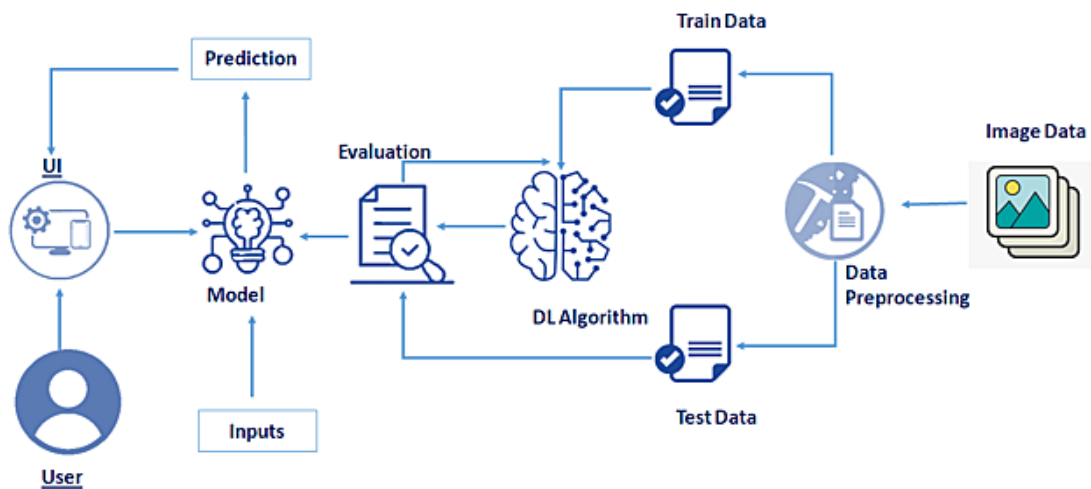 Train Data
Prediction
Image Data
Evaluation
UI
Model
Data
Preprocessing
DL Algorithm
Inputs
Test Data
User